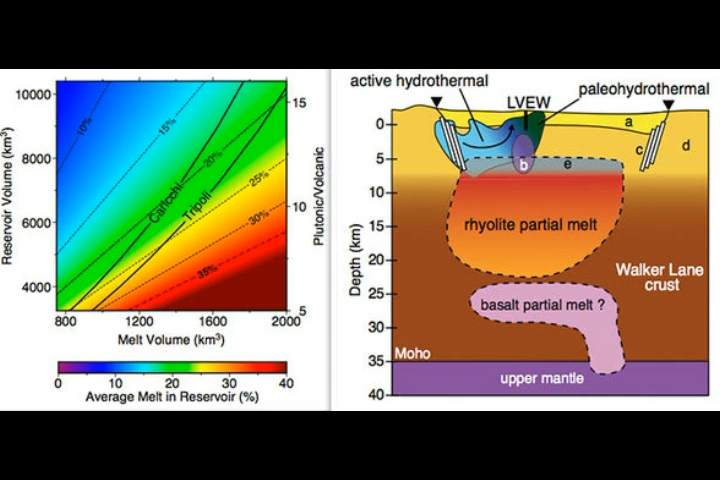 10000
8000
6000
4000
Reservoir Volume (km³)
10%
15%
20%
25%
30%
35%
Caricchi
Tripoli
15
10
5
Plutonic/Volcanic
800 1200 1600 2000
Melt Volume (km³)
0 10 20 30 40
Average Melt in Reservoir (%)
active hydrothermal
LVEW
paleohydrothermal
a
b
c
d
e
0
5
10
15
20
25
30
35
40
Depth (km)
rhyolite partial melt
Walker Lane
crust
basalt partial melt ?
Moho
upper mantle